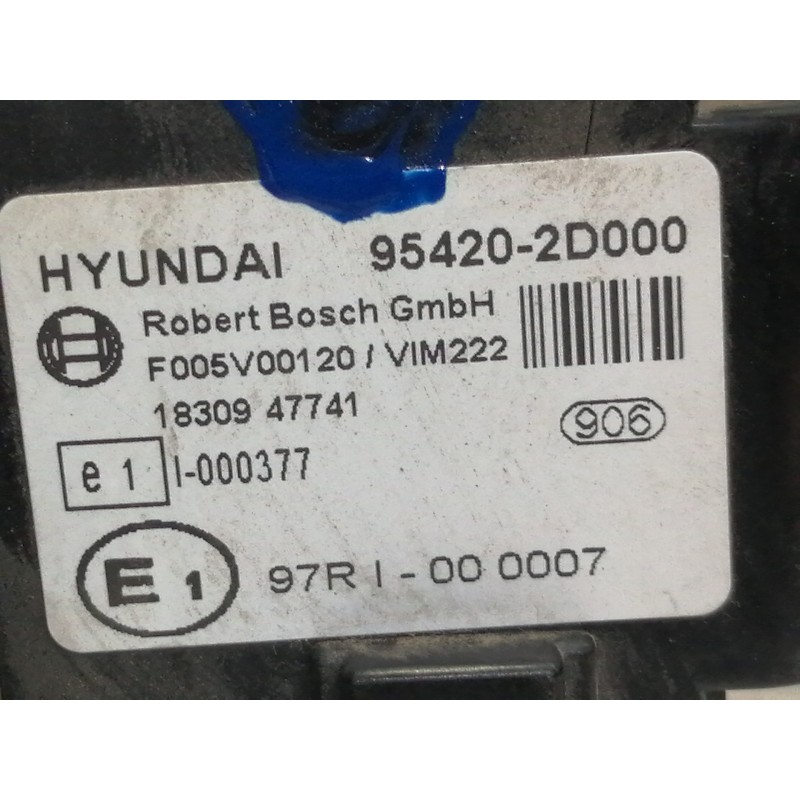 HYUNDAI 95420-2D000
Robert Bosch GmbH
F005V00120 / VIM222
18309 47741
906
e 1 I-000377
E 1 97R I - 00 0007